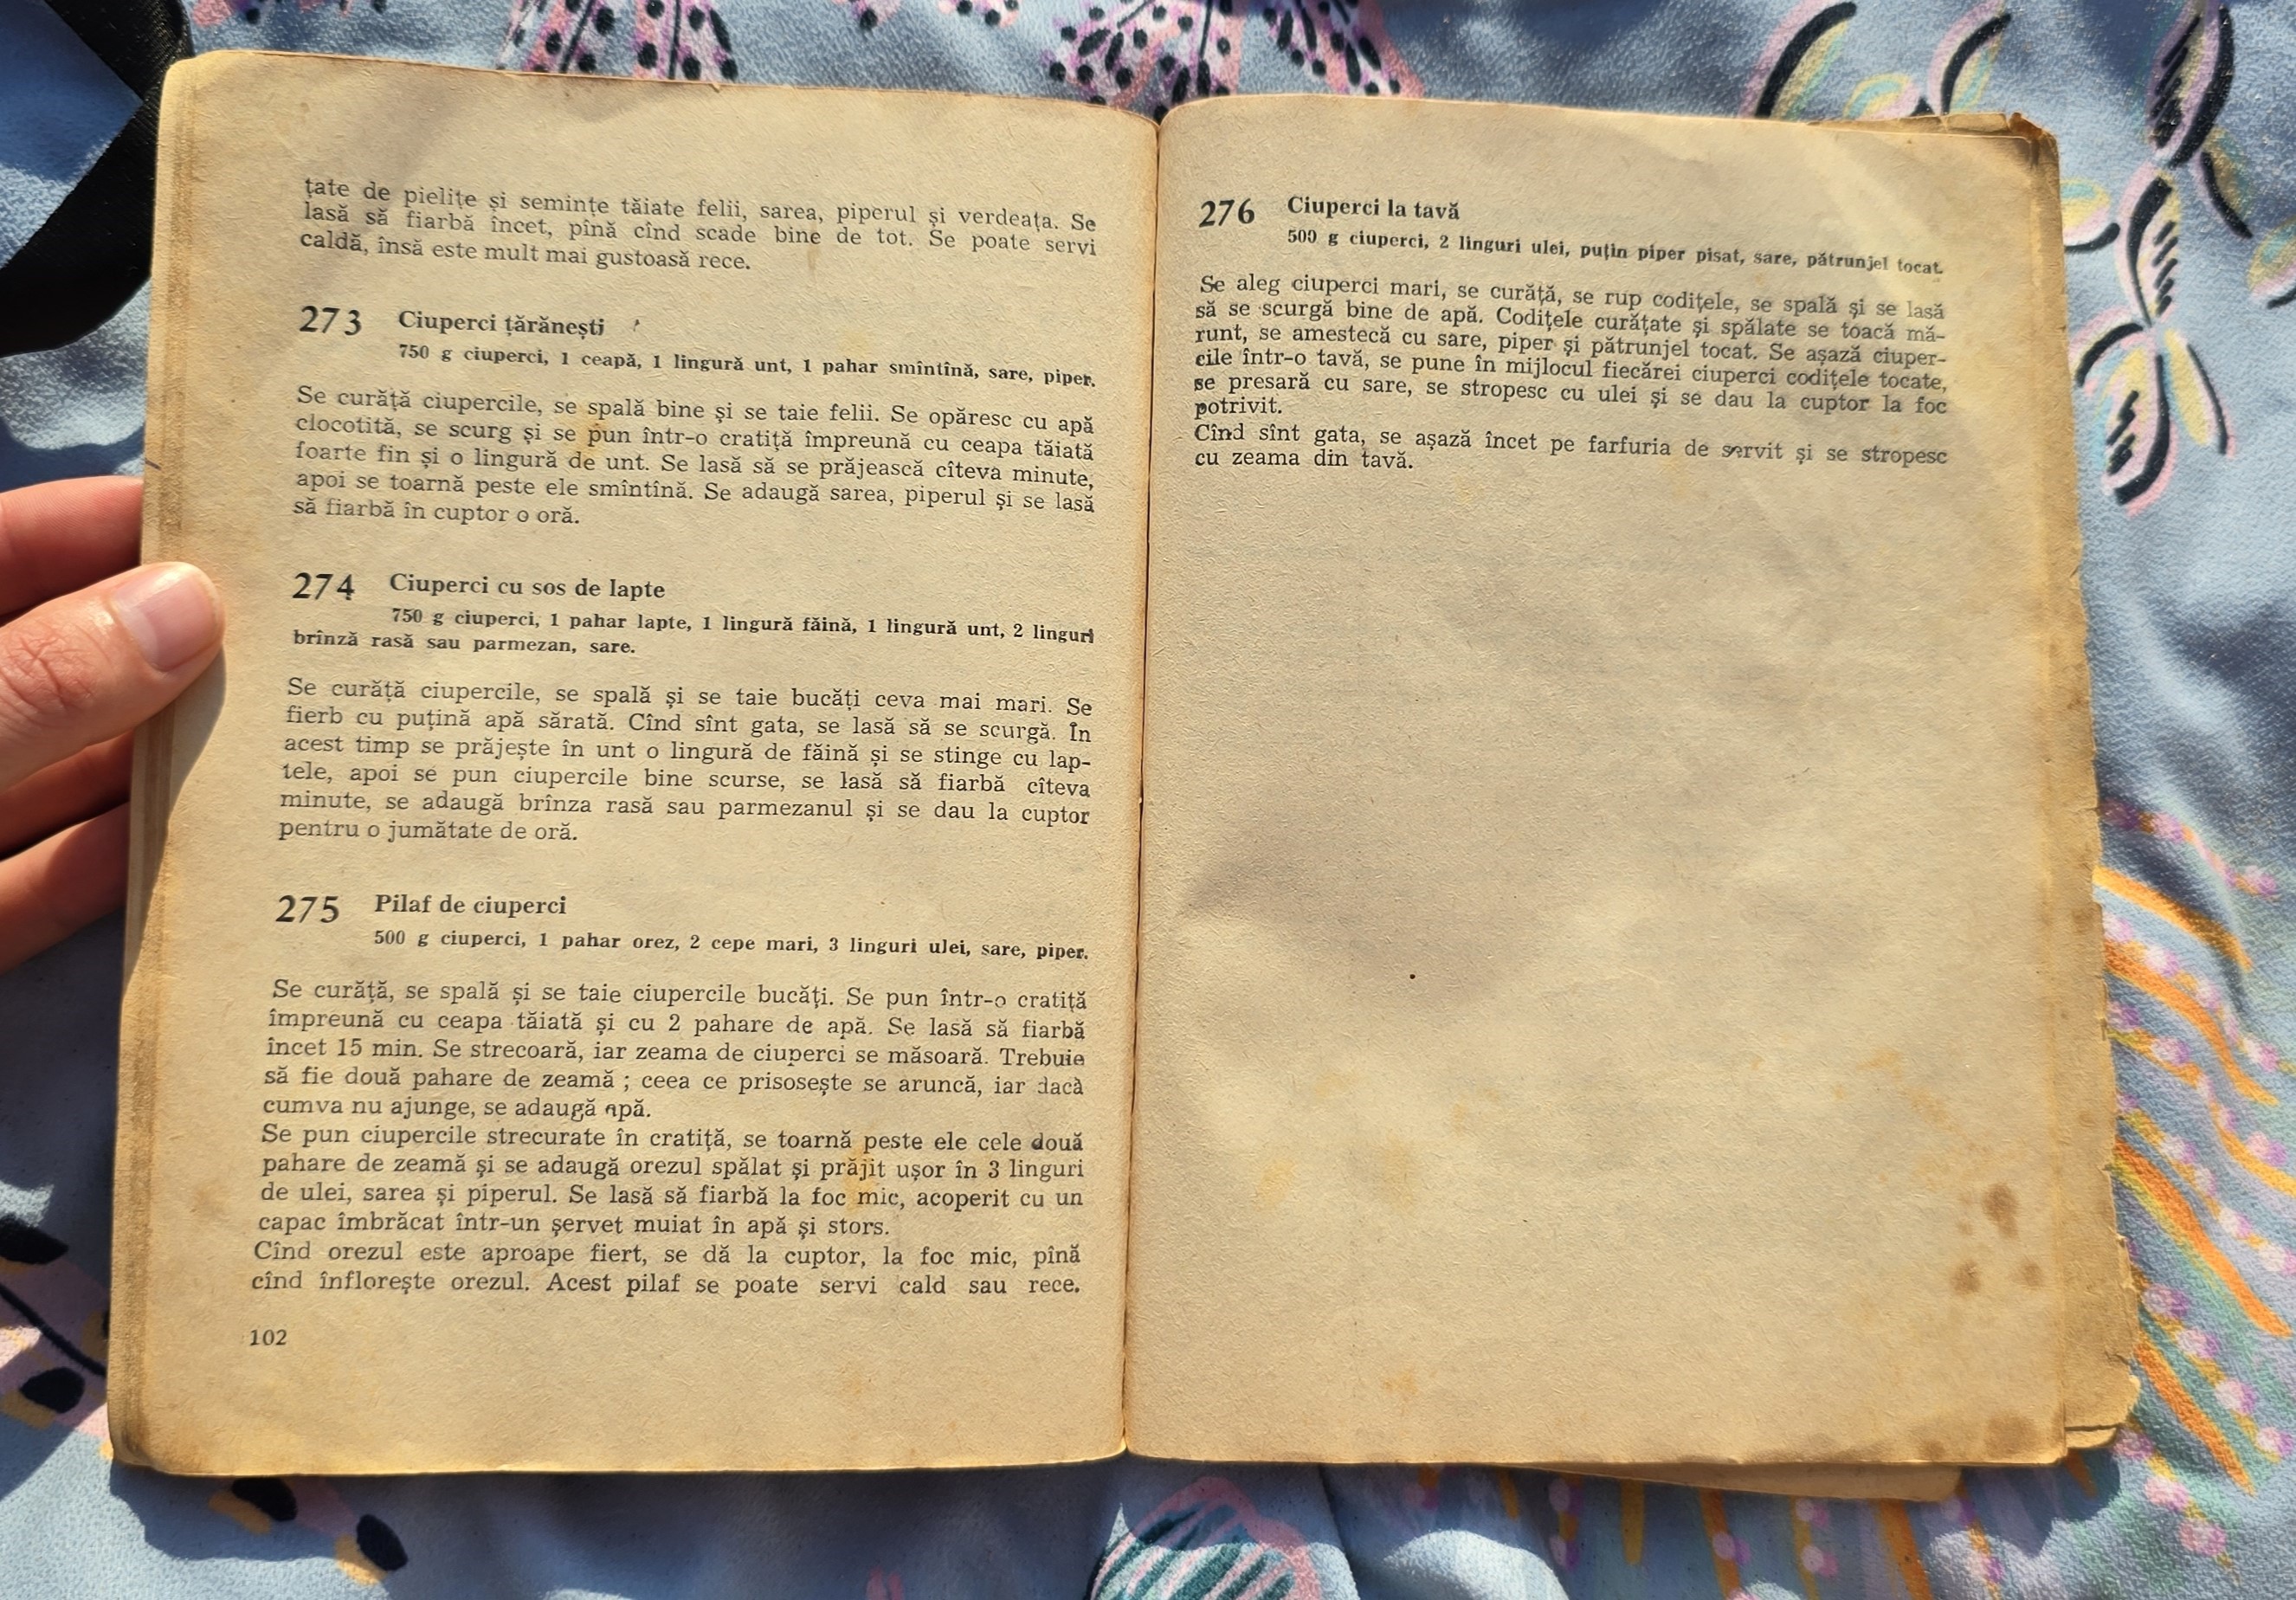 țate de pielițe și semințe tăiate felii, sarea, piperul și verdeața. Se
lasă să fiarbă încet, pînă cînd scade bine de tot. Se poate servi
caldă, însă este mult mai gustoasă rece.
273 Ciuperci țărănești
750 g ciuperci, 1 ceapă, 1 lingură unt, 1 pahar smîntînă, sare, piper.
Se curăță ciupercile, se spală bine și se taie felii. Se opăresc cu apă
clocotită, se scurg și se pun într-o cratiță împreună cu ceapa tăiată
foarte fin și o lingură de unt. Se lasă să se prăjească cîteva minute,
apoi se toarnă peste ele smîntînă. Se adaugă sarea, piperul și se lasă
să fiarbă în cuptor o oră.
274 Ciuperci cu sos de lapte
750 g ciuperci, 1 pahar lapte, 1 lingură făină, 1 lingură unt, 2 linguri
brînză rasă sau parmezan, sare.
Se curăță ciupercile, se spală și se taie bucăți ceva mai mari. Se
fierb cu puțină apă sărată. Cînd sînt gata, se lasă să se scurgă. În
acest timp se prăjește în unt o lingură de făină și se stinge cu lap-
tele, apoi se pun ciupercile bine scurse, se lasă să fiarbă cîteva
minute, se adaugă brînza rasă sau parmezanul și se dau la cuptor
pentru o jumătate de oră.
275 Pilaf de ciuperci
500 g ciuperci, 1 pahar orez, 2 cepe mari, 3 linguri ulei, sare, piper.
Se curăță, se spală și se taie ciupercile bucăți. Se pun într-o cratiță
împreună cu ceapa tăiată și cu 2 pahare de apă. Se lasă să fiarbă
încet 15 min. Se strecoară, iar zeama de ciuperci se măsoară. Trebuie
să fie două pahare de zeamă ; ceea ce prisosește se aruncă, iar dacă
cumva nu ajunge, se adaugă apă.
Se pun ciupercile strecurate în cratiță, se toarnă peste ele cele două
pahare de zeamă și se adaugă orezul spălat și prăjit ușor în 3 linguri
de ulei, sarea și piperul. Se lasă să fiarbă la foc mic, acoperit cu un
capac îmbrăcat într-un șervet muiat în apă și stors.
Cînd orezul este aproape fiert, se dă la cuptor, la foc mic, pînă
cînd înflorește orezul. Acest pilaf se poate servi cald sau rece.
102
276 Ciuperci la tavă
500 g ciuperci, 2 linguri ulei, puțin piper pisat, sare, pătrunjel tocat.
Se aleg ciuperci mari, se curăță, se rup codițele, se spală și se lasă
să se scurgă bine de apă. Codițele curățate și spălate se toacă mă-
runt, se amestecă cu sare, piper și pătrunjel tocat. Se așază ciuper-
cile într-o tavă, se pune în mijlocul fiecărei ciuperci codițele tocate,
se presară cu sare, se stropesc cu ulei și se dau la cuptor la foc
potrivit.
Cînd sînt gata, se așază încet pe farfuria de servit și se stropesc
cu zeama din tavă.